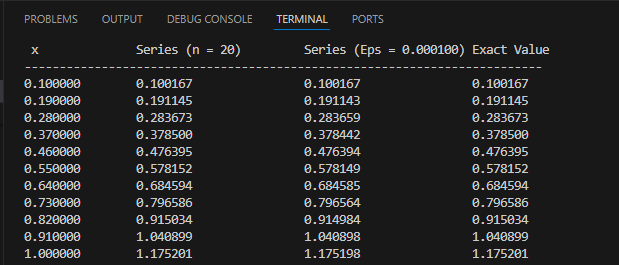 PROBLEMS OUTPUT DEBUG CONSOLE TERMINAL PORTS
x Series (n = 20) Series (Eps = 0.000100) Exact Value
--------------------------------------------------------------------------
0.100000 0.100167 0.100167 0.100167
0.190000 0.191145 0.191143 0.191145
0.280000 0.283673 0.283659 0.283673
0.370000 0.378500 0.378442 0.378500
0.460000 0.476395 0.476394 0.476395
0.550000 0.578152 0.578149 0.578152
0.640000 0.684594 0.684585 0.684594
0.730000 0.796586 0.796564 0.796586
0.820000 0.915034 0.914984 0.915034
0.910000 1.040899 1.040898 1.040899
1.000000 1.175201 1.175198 1.175201